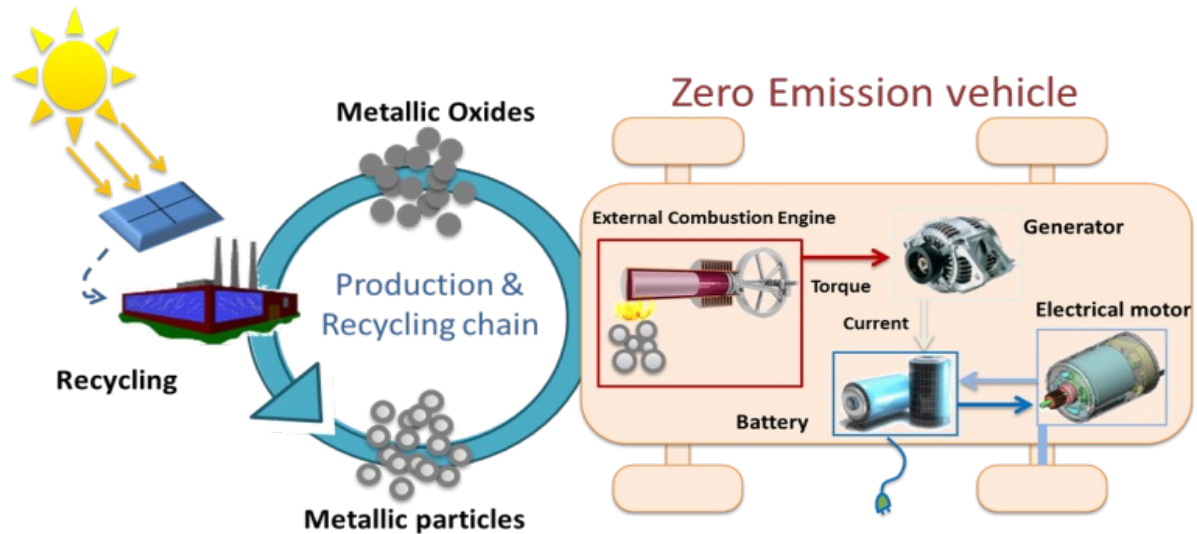 Zero Emission vehicle
Metallic Oxides
External Combustion Engine
Generator
Production &
Recycling chain
Torque
Current
Electrical motor
Recycling
Battery
Metallic particles